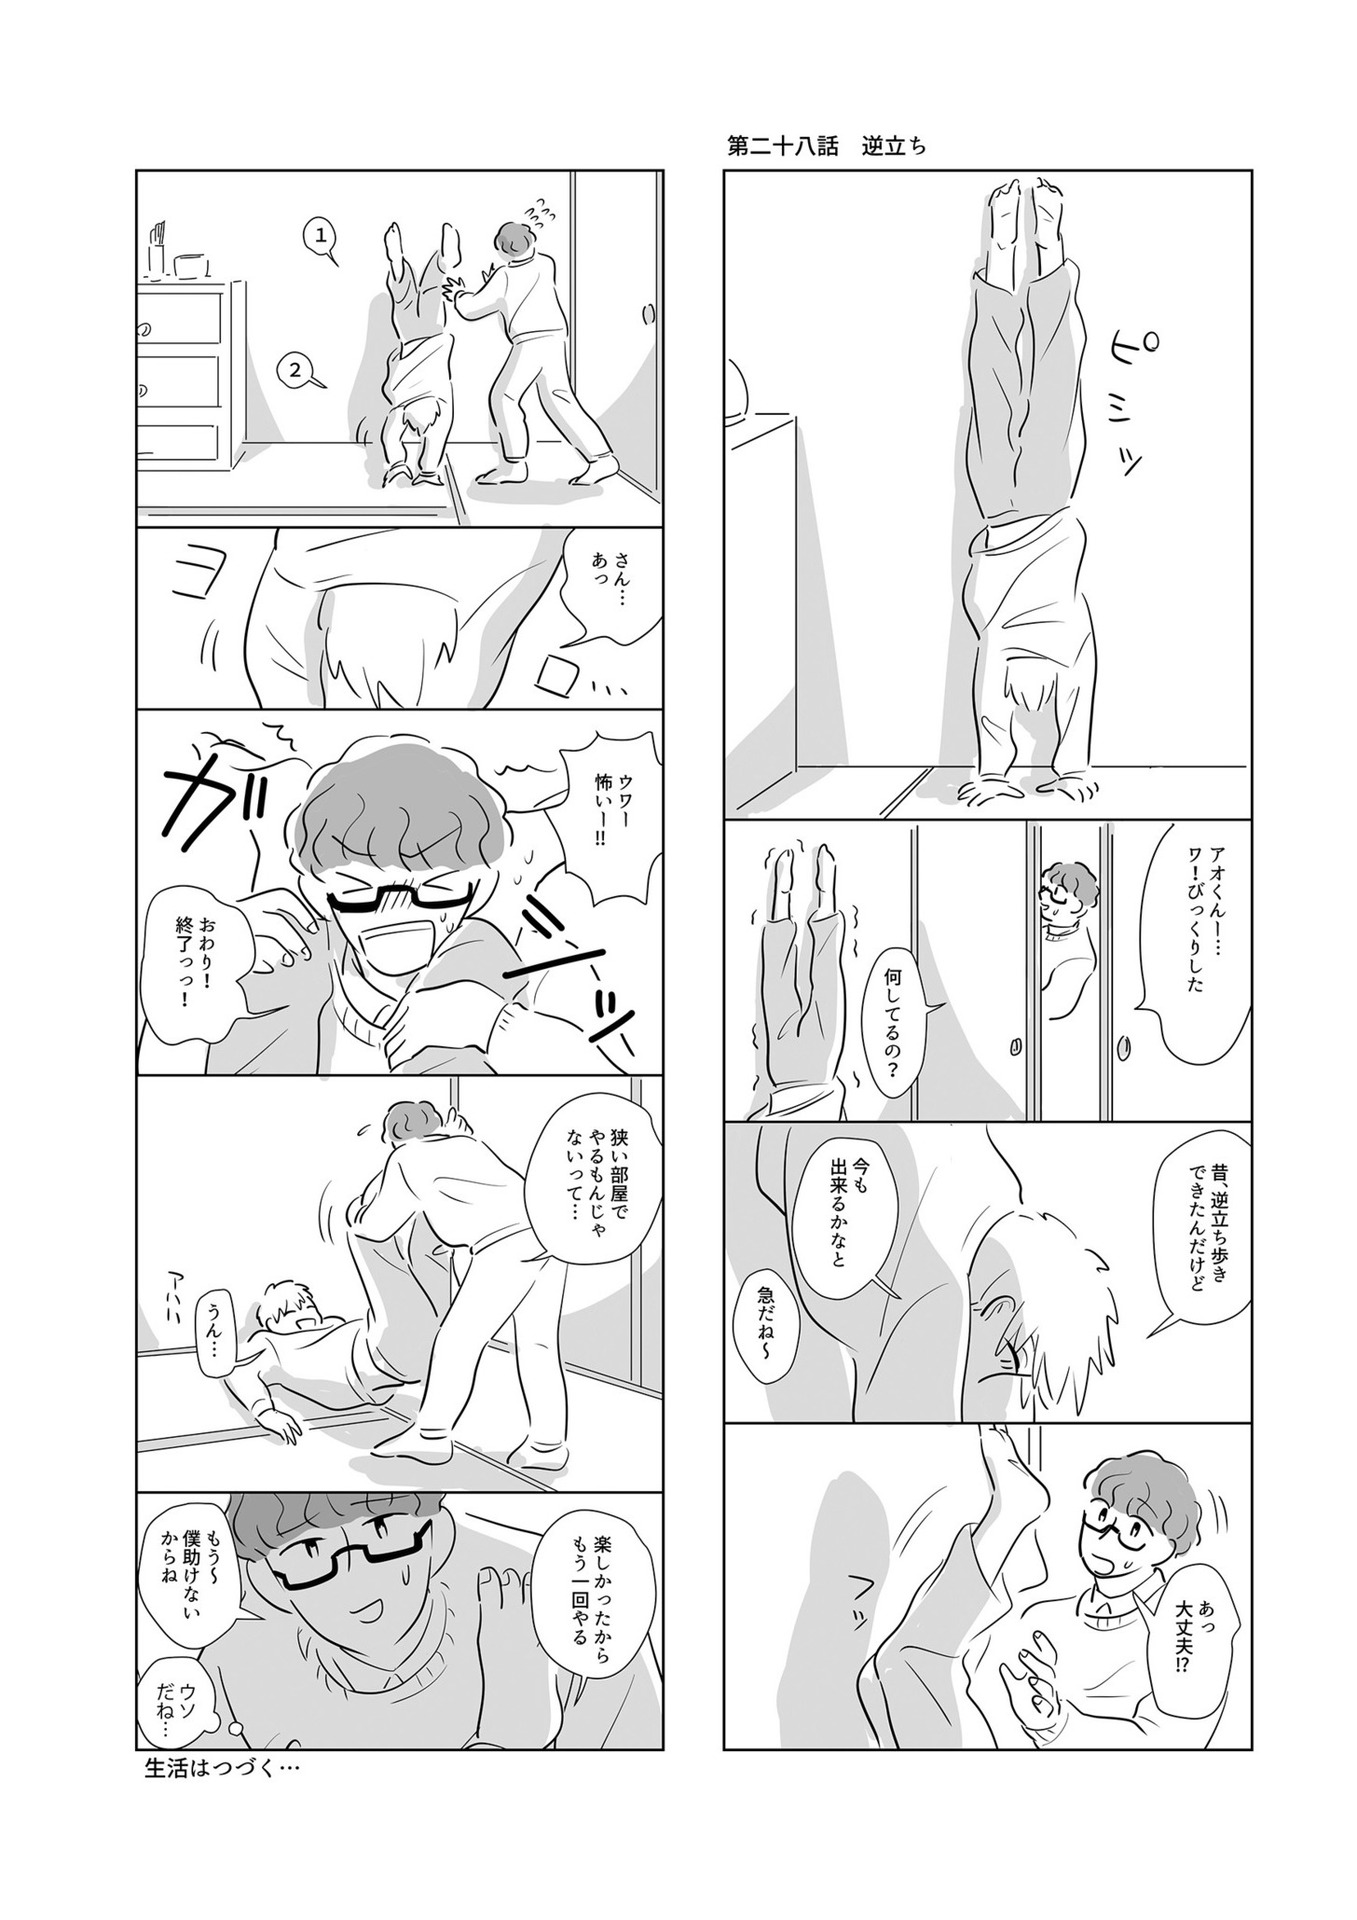 第二十八話　逆立ち
ピシッ
アオくんー…
ワ！びっくりした
何してるの？
昔、逆立ち歩き
できたんだけど
今も
出来るかなと
急だね〜
あっ
大丈夫!?
フッ
1
2
さん…
あっ
ヨロ…
ウワー
怖いー!!
ガシッ
おわり！
終了っっ！
狭い部屋で
やるもんじゃ
ないって…
うん…
アハハ
楽しかったから
もう一回やる
もう〜
僕助けない
からね
ウソ
だね…
生活はつづく…